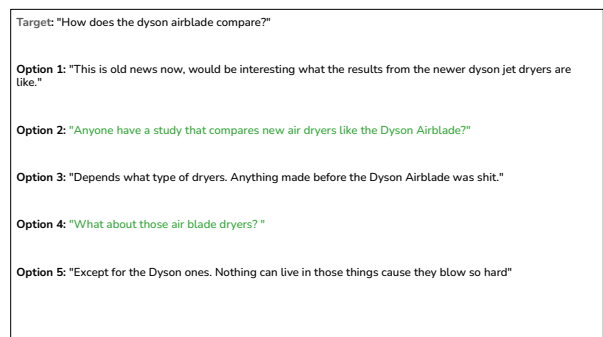 Target: "How does the dyson airblade compare?"
Option 1: "This is old news now, would be interesting what the results from the newer dyson jet dryers are
like."
Option 2: "Anyone have a study that compares new air dryers like the Dyson Airblade?"
Option 3: "Depends what type of dryers. Anything made before the Dyson Airblade was shit."
Option 4: "What about those air blade dryers? "
Option 5: "Except for the Dyson ones. Nothing can live in those things cause they blow so hard"